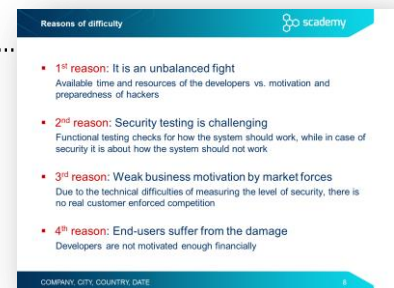 Reasons of difficulty
scademy
▪ 1st reason: It is an unbalanced fight
Available time and resources of the developers vs. motivation and
preparedness of hackers
▪ 2nd reason: Security testing is challenging
Functional testing checks for how the system should work, while in case of
security it is about how the system should not work
▪ 3rd reason: Weak business motivation by market forces
Due to the technical difficulties of measuring the level of security, there is
no real customer enforced competition
▪ 4th reason: End-users suffer from the damage
Developers are not motivated enough financially
COMPANY, CITY, COUNTRY, DATE
6